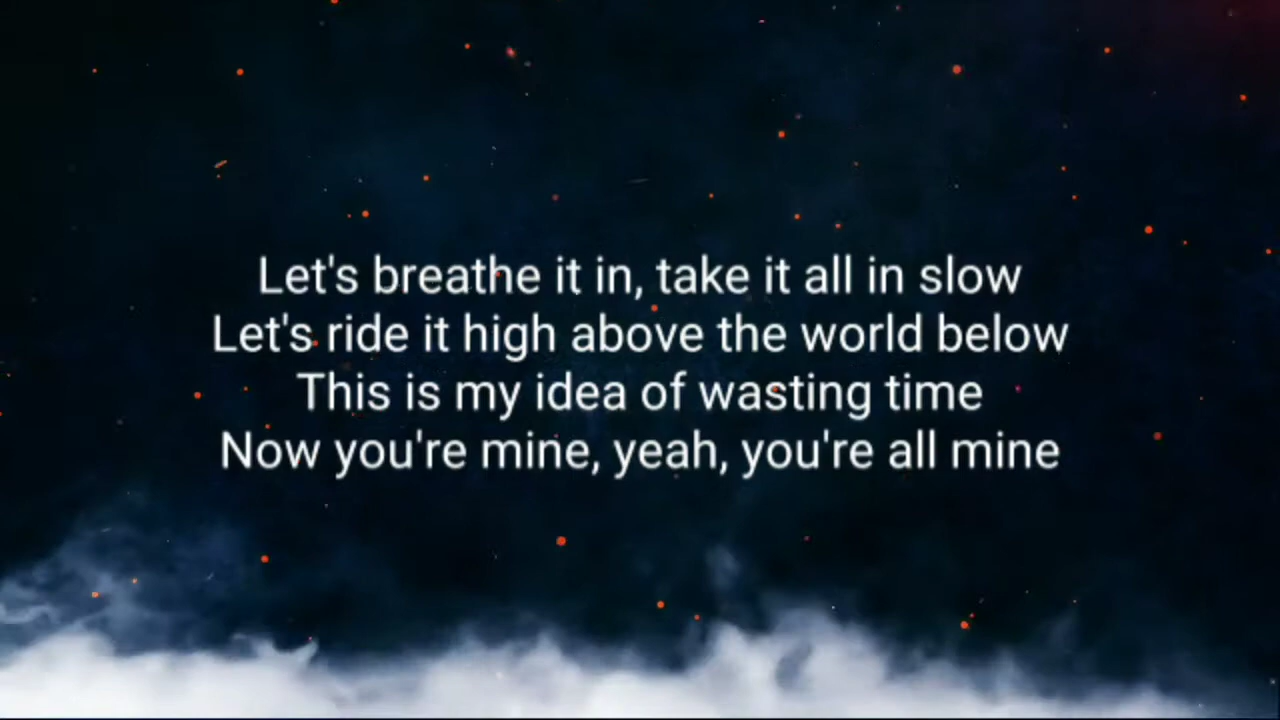 Let's breathe it in, take it all in slow
Let's ride it high above the world below
This is my idea of wasting time
Now you're mine, yeah, you're all mine